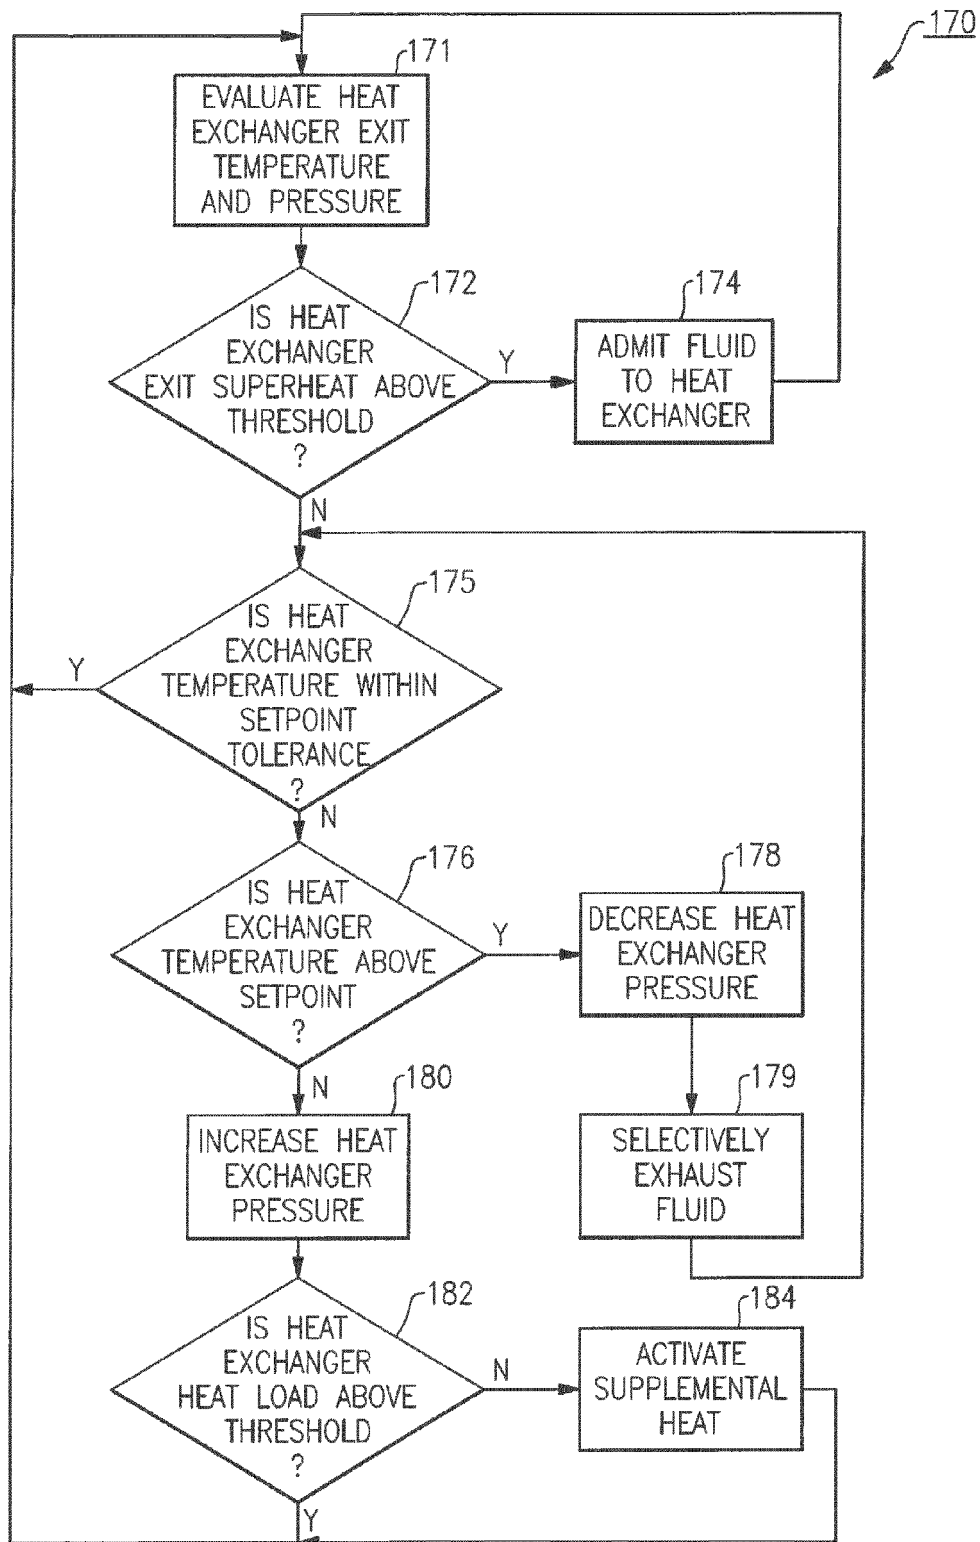 170
171
EVALUATE HEAT
EXCHANGER EXIT
TEMPERATURE
AND PRESSURE
172
IS HEAT
EXCHANGER
EXIT SUPERHEAT ABOVE
THRESHOLD
?
Y
174
ADMIT FLUID
TO HEAT
EXCHANGER
N
175
IS HEAT
EXCHANGER
TEMPERATURE WITHIN
SETPOINT
TOLERANCE
?
Y
N
176
IS HEAT
EXCHANGER
TEMPERATURE ABOVE
SETPOINT
?
Y
178
DECREASE HEAT
EXCHANGER
PRESSURE
N
180
INCREASE HEAT
EXCHANGER
PRESSURE
179
SELECTIVELY
EXHAUST
FLUID
182
IS HEAT
EXCHANGER
HEAT LOAD ABOVE
THRESHOLD
?
N
184
ACTIVATE
SUPPLEMENTAL
HEAT
Y